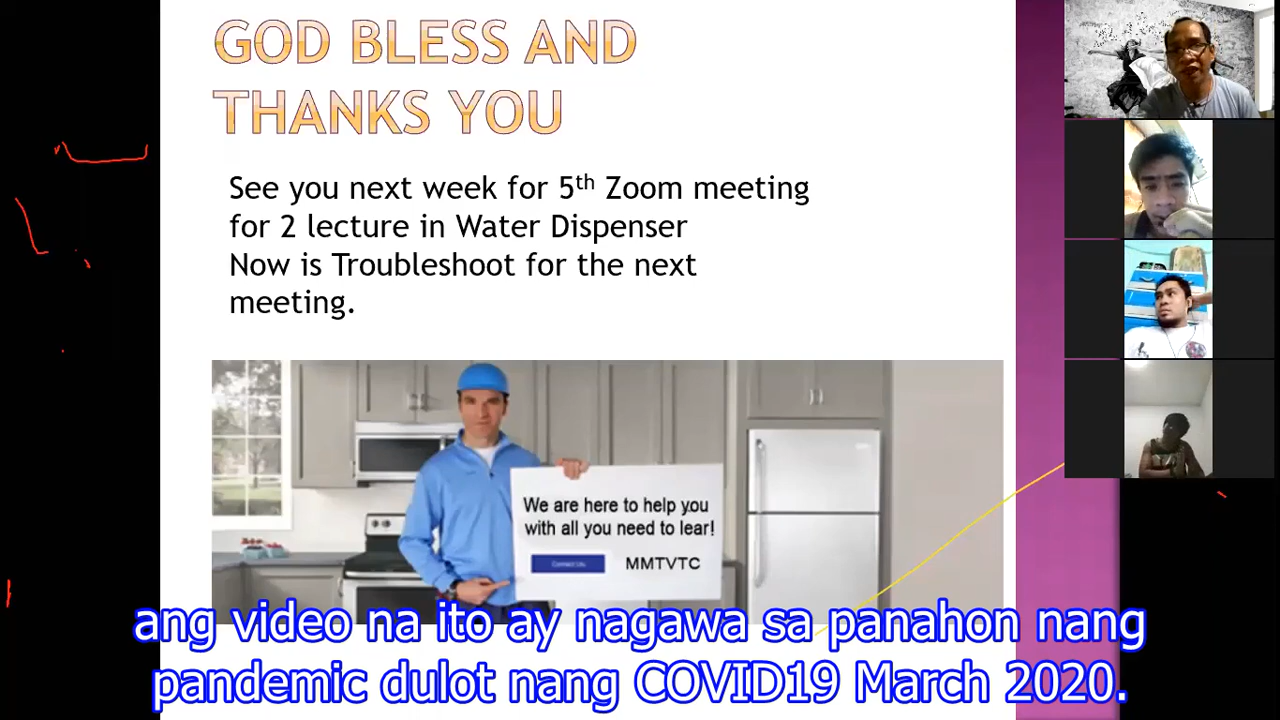 GOD BLESS AND
THANKS YOU
See you next week for 5th Zoom meeting
for 2 lecture in Water Dispenser
Now is Troubleshoot for the next
meeting.
We are here to help you
with all you need to lear!
Contact Us
MMTVTC
ang video na ito ay nagawa sa panahon nang
pandemic dulot nang COVID19 March 2020.